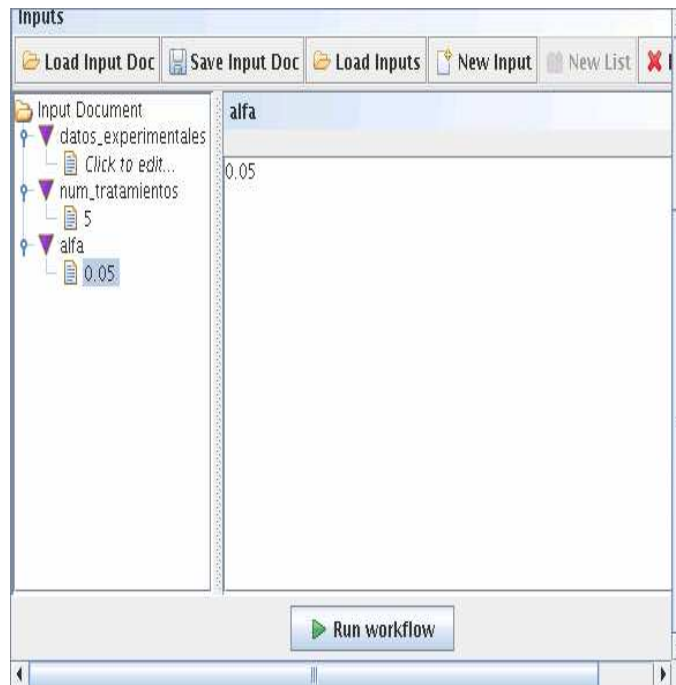 Inputs
Load Input Doc Save Input Doc Load Inputs New Input New List
Input Document
datos_experimentales
Click to edit...
num_tratamientos
5
alfa
0.05
alfa
0.05
Run workflow